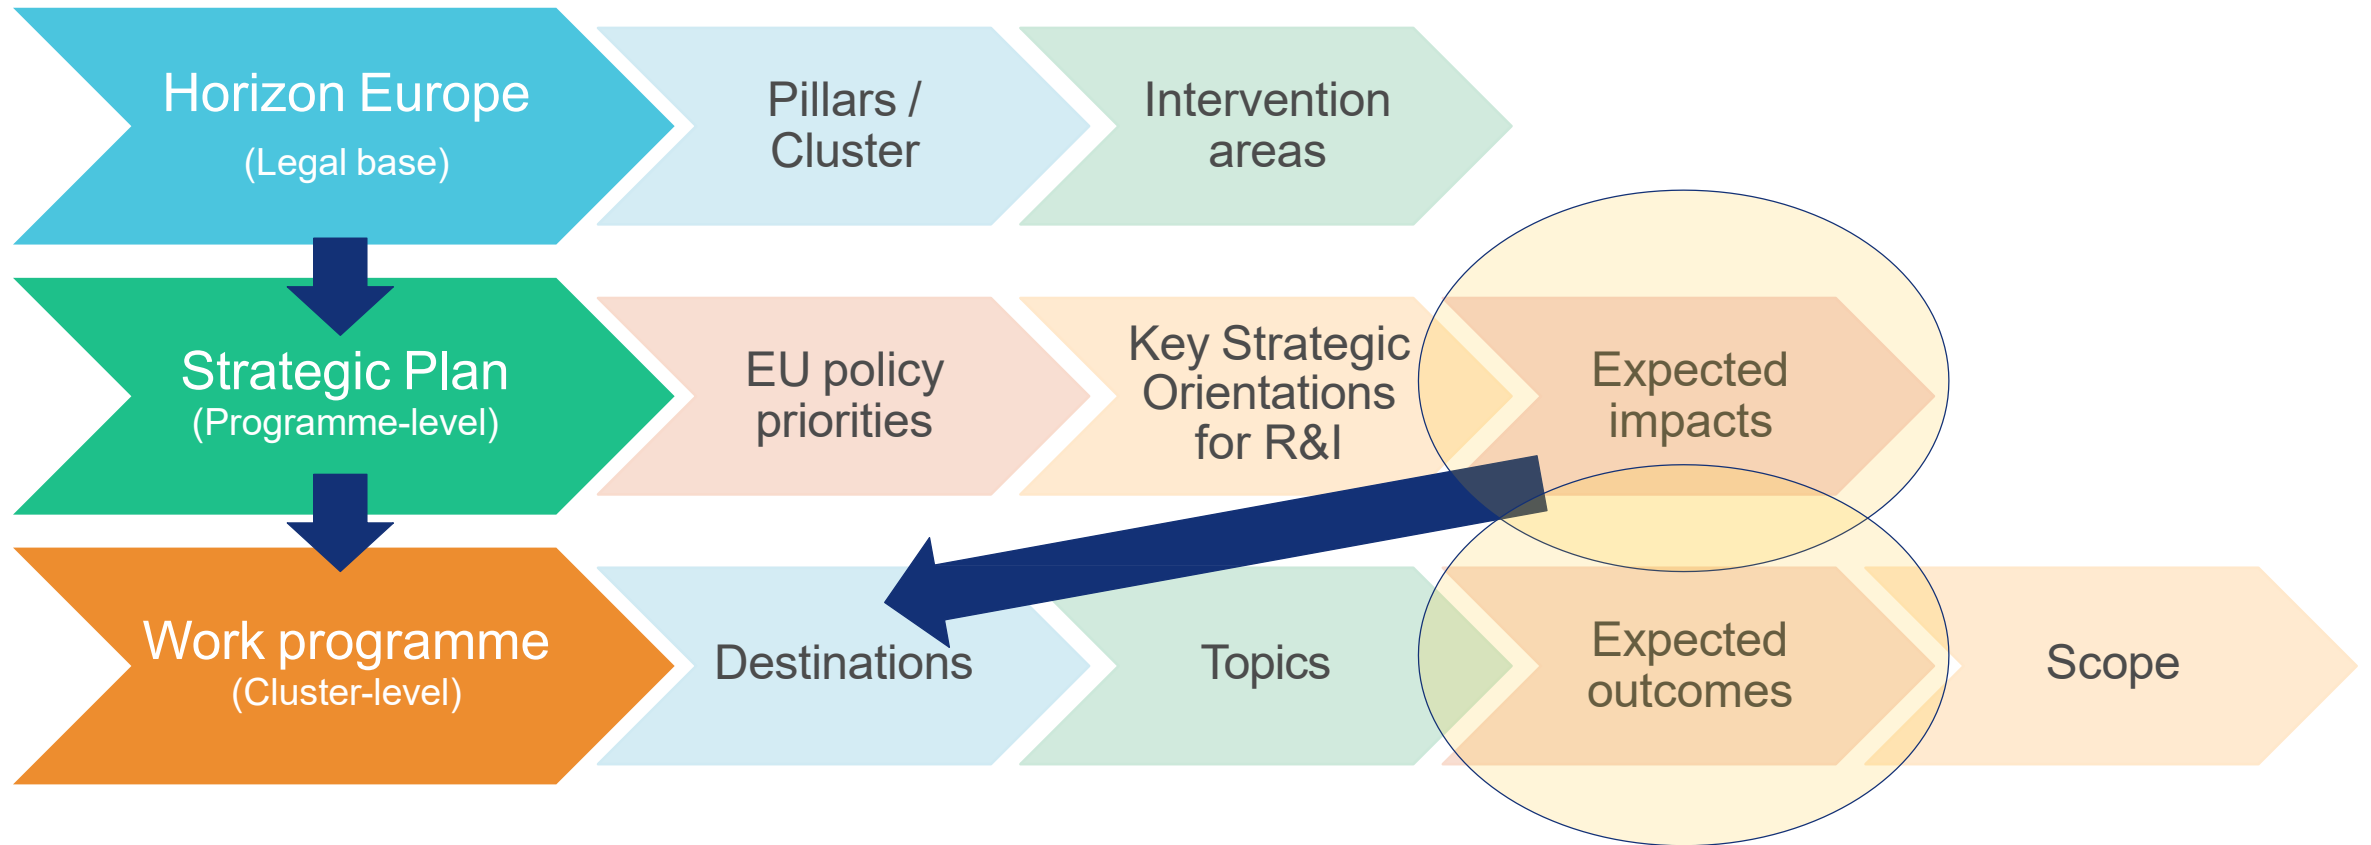 Horizon Europe
(Legal base)
Pillars /
Cluster
Intervention
areas
Strategic Plan
(Programme-level)
EU policy
priorities
Key Strategic
Orientations
for R&I
Expected
impacts
Work programme
(Cluster-level)
Destinations
Topics
Expected
outcomes
Scope